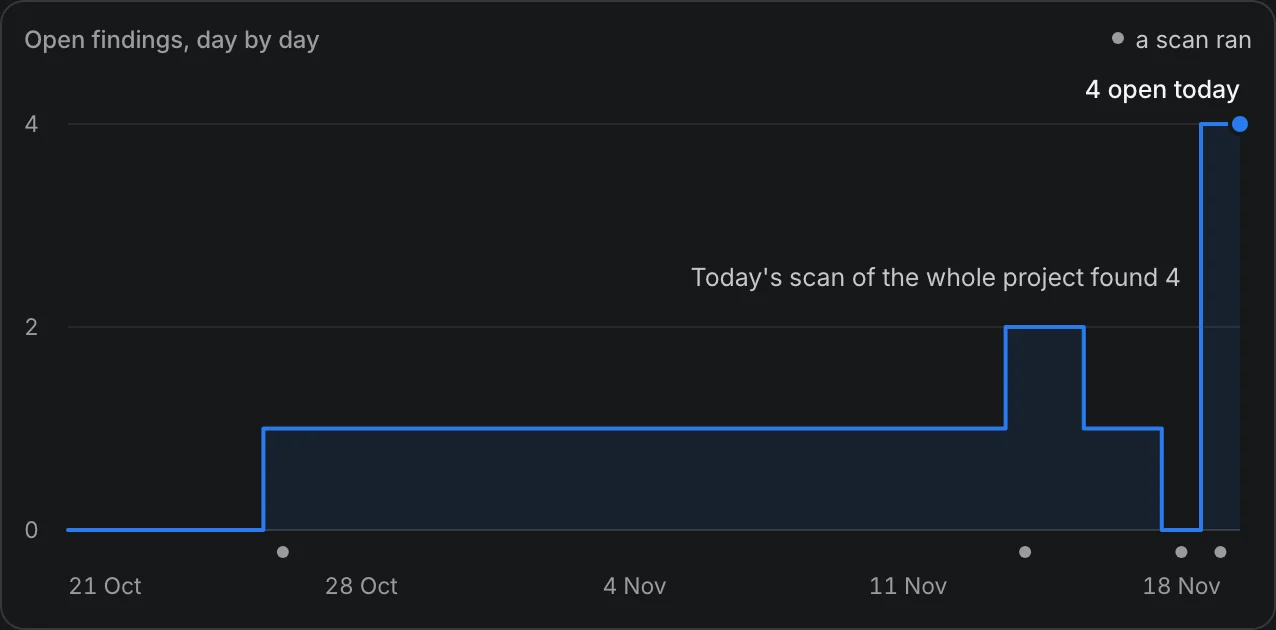 Open findings, day by day
a scan ran
4 open today
4
Today's scan of the whole project found 4
2
0
21 Oct
28 Oct
4 Nov
11 Nov
18 Nov